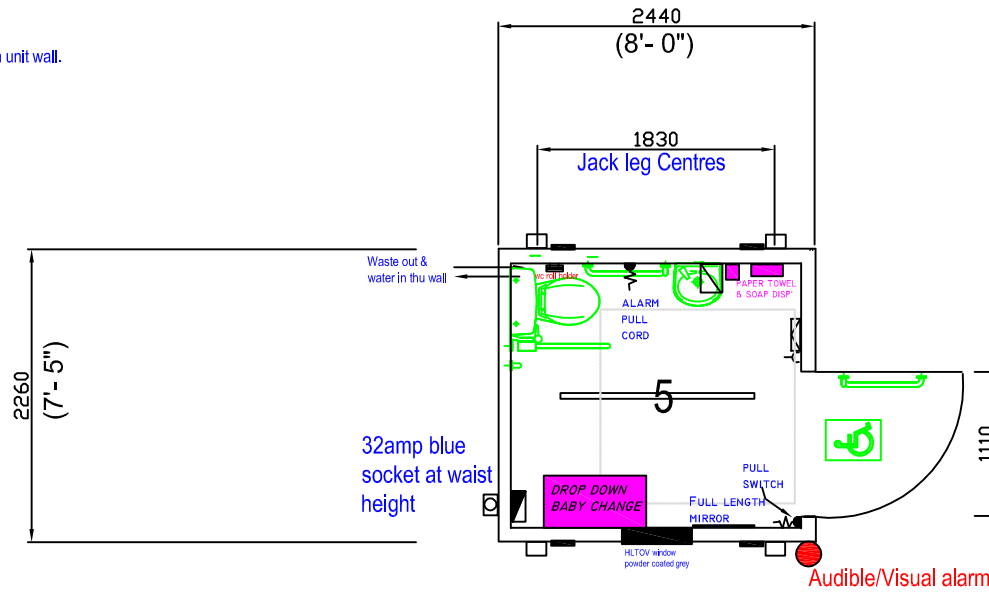 2440
(8'- 0")
unit wall.
1830
Jack leg Centres
Waste out &
water in thu wall
wc roll holder
PAPER TOWEL
& SOAP DISP'
ALARM
PULL
CORD
2260
(7'- 5")
5
1110
32amp blue
socket at waist
height
PULL
SWITCH
DROP DOWN
BABY CHANGE
FULL LENGTH
MIRROR
HLTOV window
powder coated grey
Audible/Visual alarm